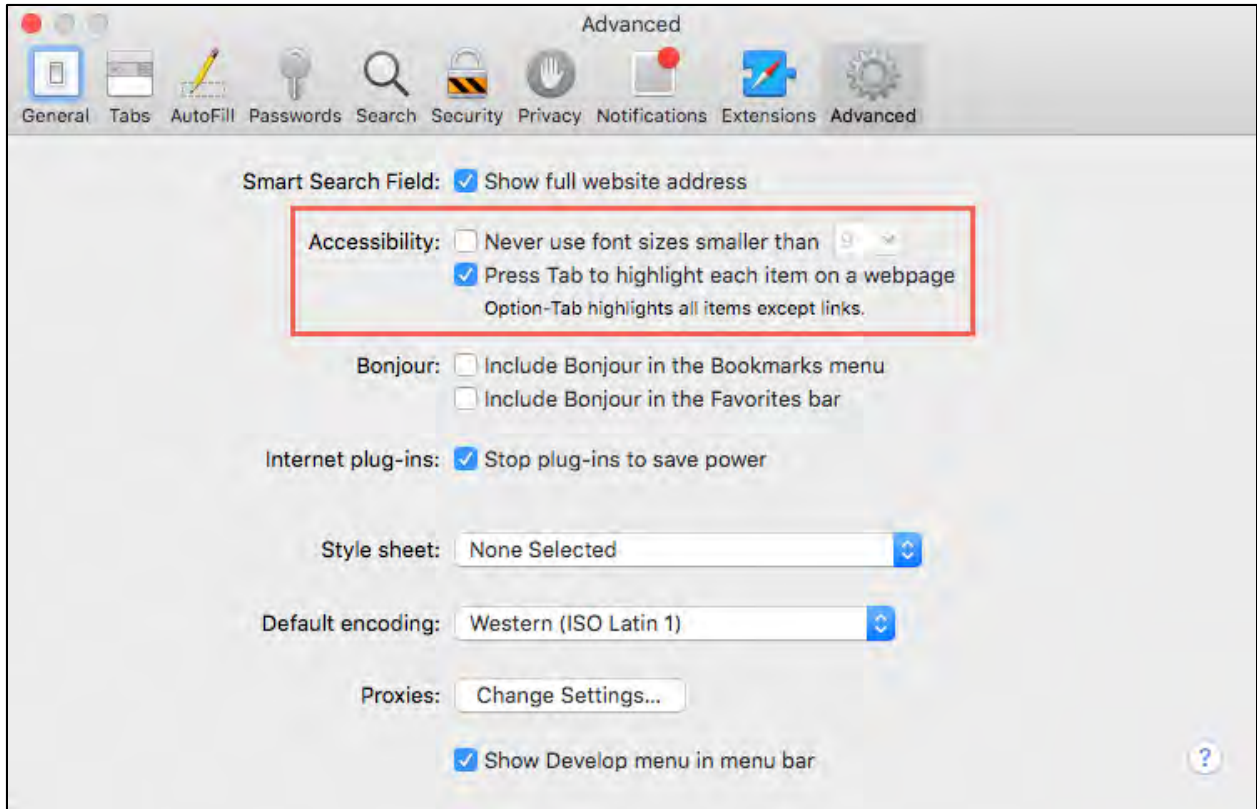 Advanced
General Tabs AutoFill Passwords Search Security Privacy Notifications Extensions Advanced
Smart Search Field: Show full website address
Accessibility: Never use font sizes smaller than 9
Press Tab to highlight each item on a webpage
Option-Tab highlights all items except links.
Bonjour: Include Bonjour in the Bookmarks menu
Include Bonjour in the Favorites bar
Internet plug-ins: Stop plug-ins to save power
Style sheet: None Selected
Default encoding: Western (ISO Latin 1)
Proxies: Change Settings...
Show Develop menu in menu bar
?